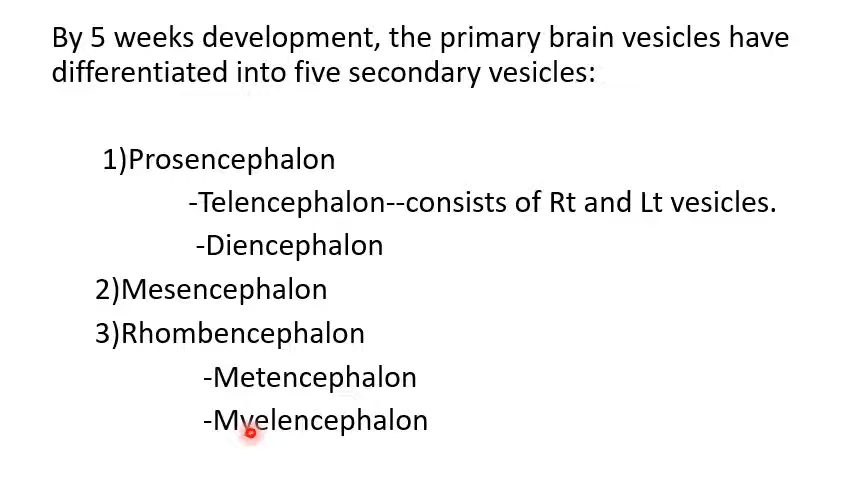 By 5 weeks development, the primary brain vesicles have
differentiated into five secondary vesicles:
1)Prosencephalon
-Telencephalon--consists of Rt and Lt vesicles.
-Diencephalon
2)Mesencephalon
3)Rhombencephalon
-Metencephalon
-Myelencephalon